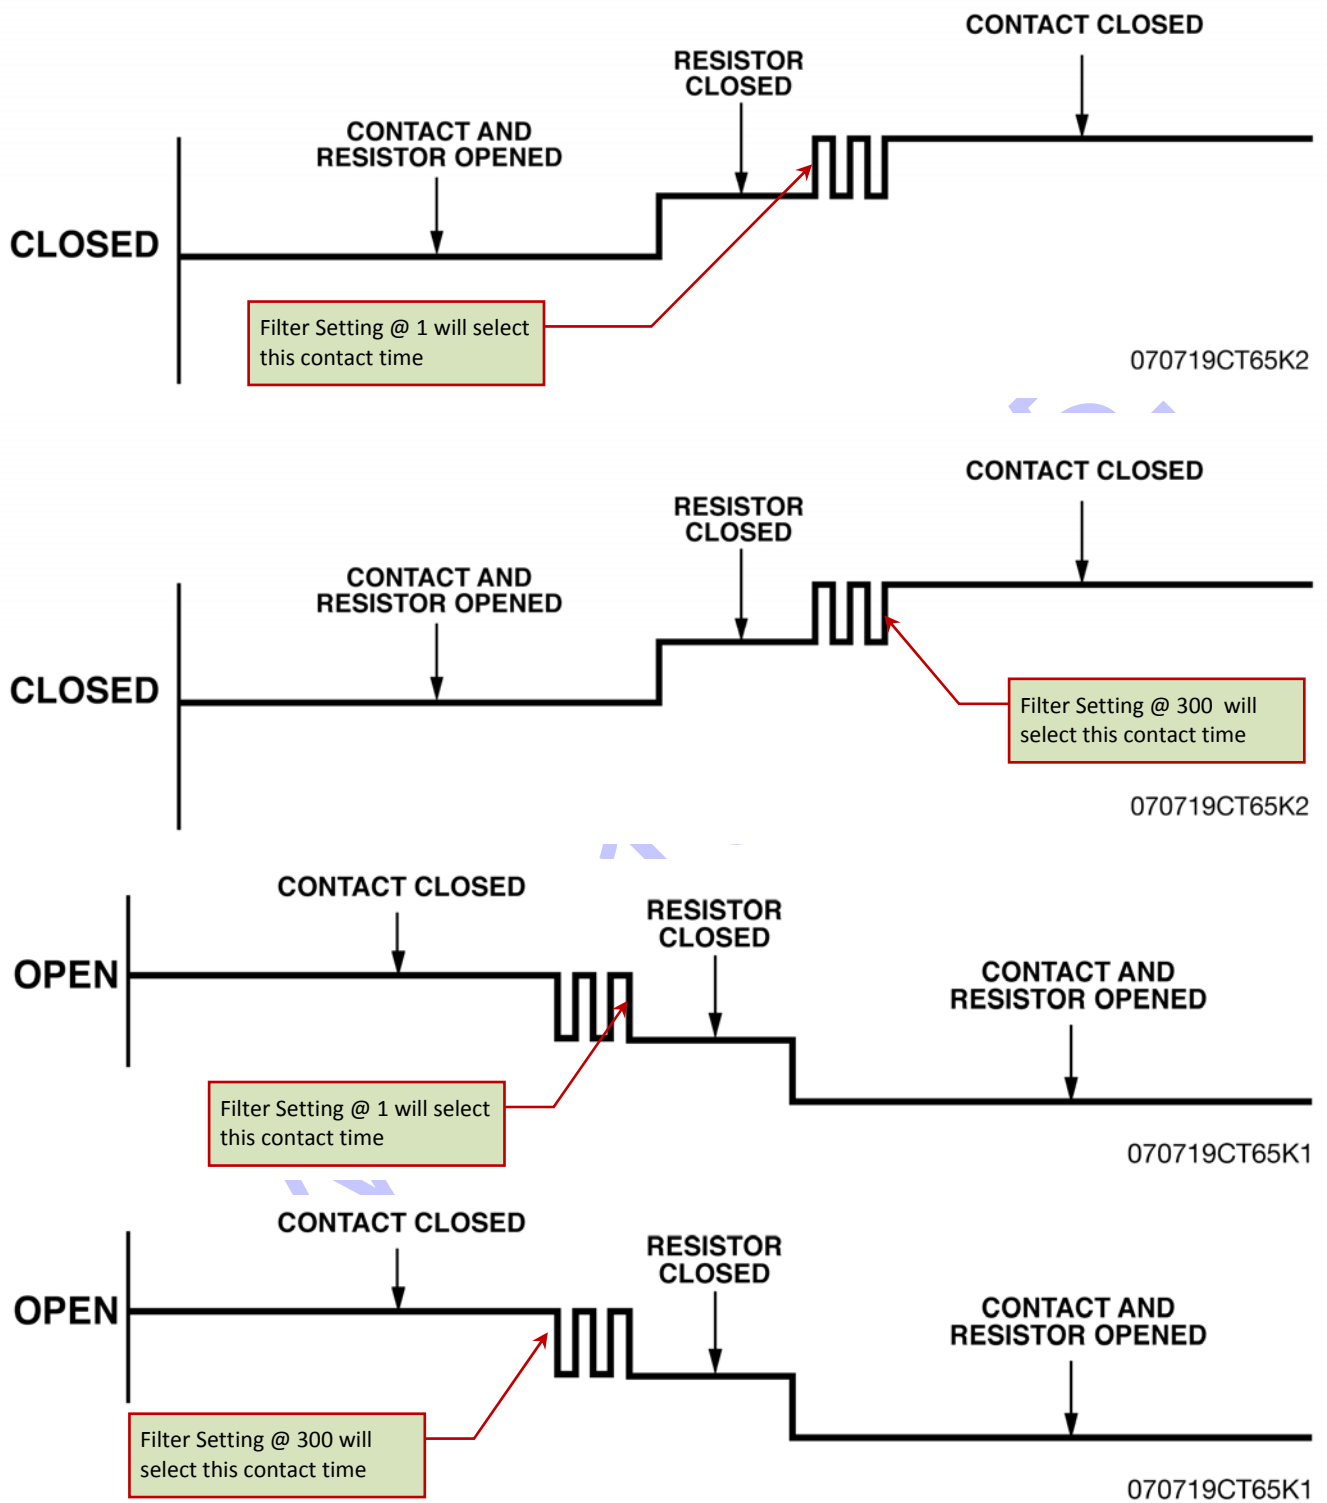 CONTACT CLOSED
RESISTOR
CLOSED
CONTACT AND
RESISTOR OPENED
CLOSED
Filter Setting @ 1 will select
this contact time
070719CT65K2
CONTACT CLOSED
RESISTOR
CLOSED
CONTACT AND
RESISTOR OPENED
CLOSED
Filter Setting @ 300 will
select this contact time
070719CT65K2
CONTACT CLOSED
RESISTOR
CLOSED
OPEN
CONTACT AND
RESISTOR OPENED
Filter Setting @ 1 will select
this contact time
070719CT65K1
CONTACT CLOSED
RESISTOR
CLOSED
OPEN
CONTACT AND
RESISTOR OPENED
Filter Setting @ 300 will
select this contact time
070719CT65K1